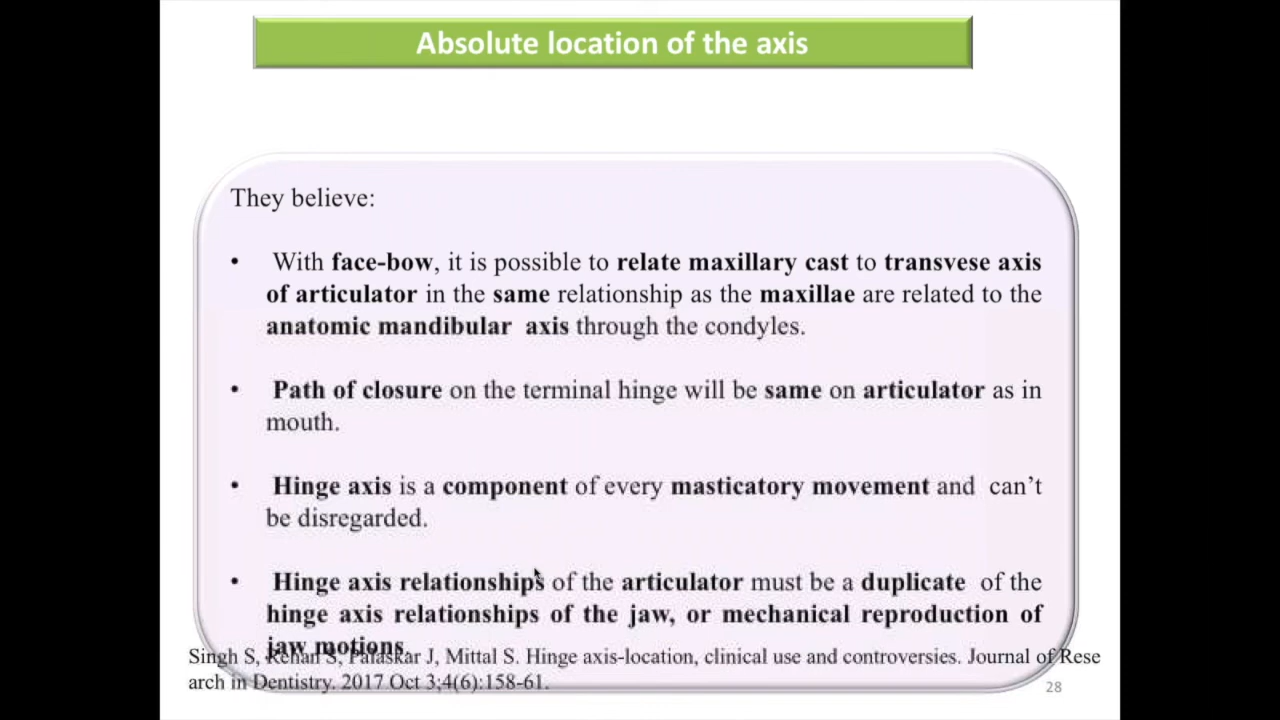 Absolute location of the axis
They believe:
• With face-bow, it is possible to relate maxillary cast to transvese axis
of articulator in the same relationship as the maxillae are related to the
anatomic mandibular axis through the condyles.
• Path of closure on the terminal hinge will be same on articulator as in
mouth.
• Hinge axis is a component of every masticatory movement and can’t
be disregarded.
• Hinge axis relationships of the articulator must be a duplicate of the
hinge axis relationships of the jaw, or mechanical reproduction of
jaw motions.
Singh S, Rehan S, Palaskar J, Mittal S. Hinge axis-location, clinical use and controversies. Journal of Rese
arch in Dentistry. 2017 Oct 3;4(6):158-61.
28